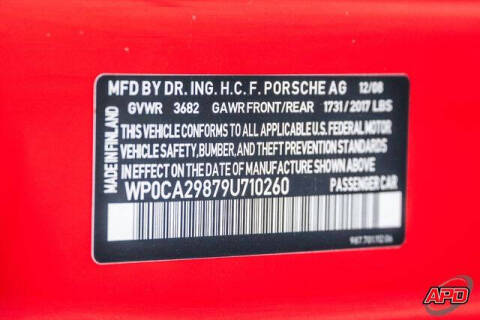 MFD BY DR. ING. H.C. F. PORSCHE AG 12/08
GVWR 3682 GAWR FRONT/REAR 1731/2017 LBS
MADE IN FINLAND
THIS VEHICLE CONFORMS TO ALL APPLICABLE U.S. FEDERAL MOTOR
VEHICLE SAFETY, BUMPER, AND THEFT PREVENTION STANDARDS
IN EFFECT ON THE DATE OF MANUFACTURE SHOWN ABOVE
WP0CA29879U710260 PASSENGER CAR
APD